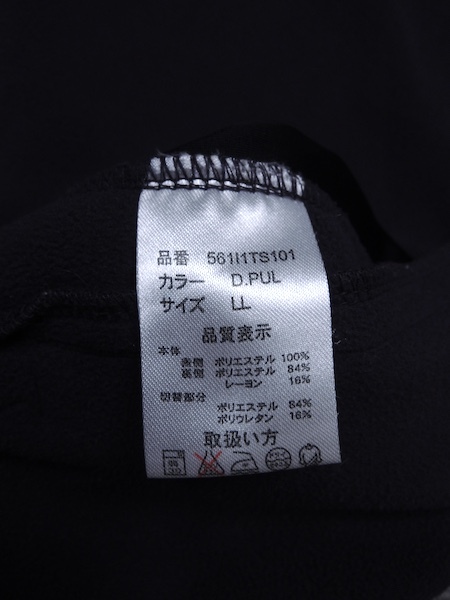 品番 561I1TS101
カラー D.PUL
サイズ LL
品質表示
本体
表側 ポリエステル 100%
裏側 ポリエステル 84%
レーヨン 16%
切替部分
ポリエステル 84%
ポリウレタン 16%
取扱い方